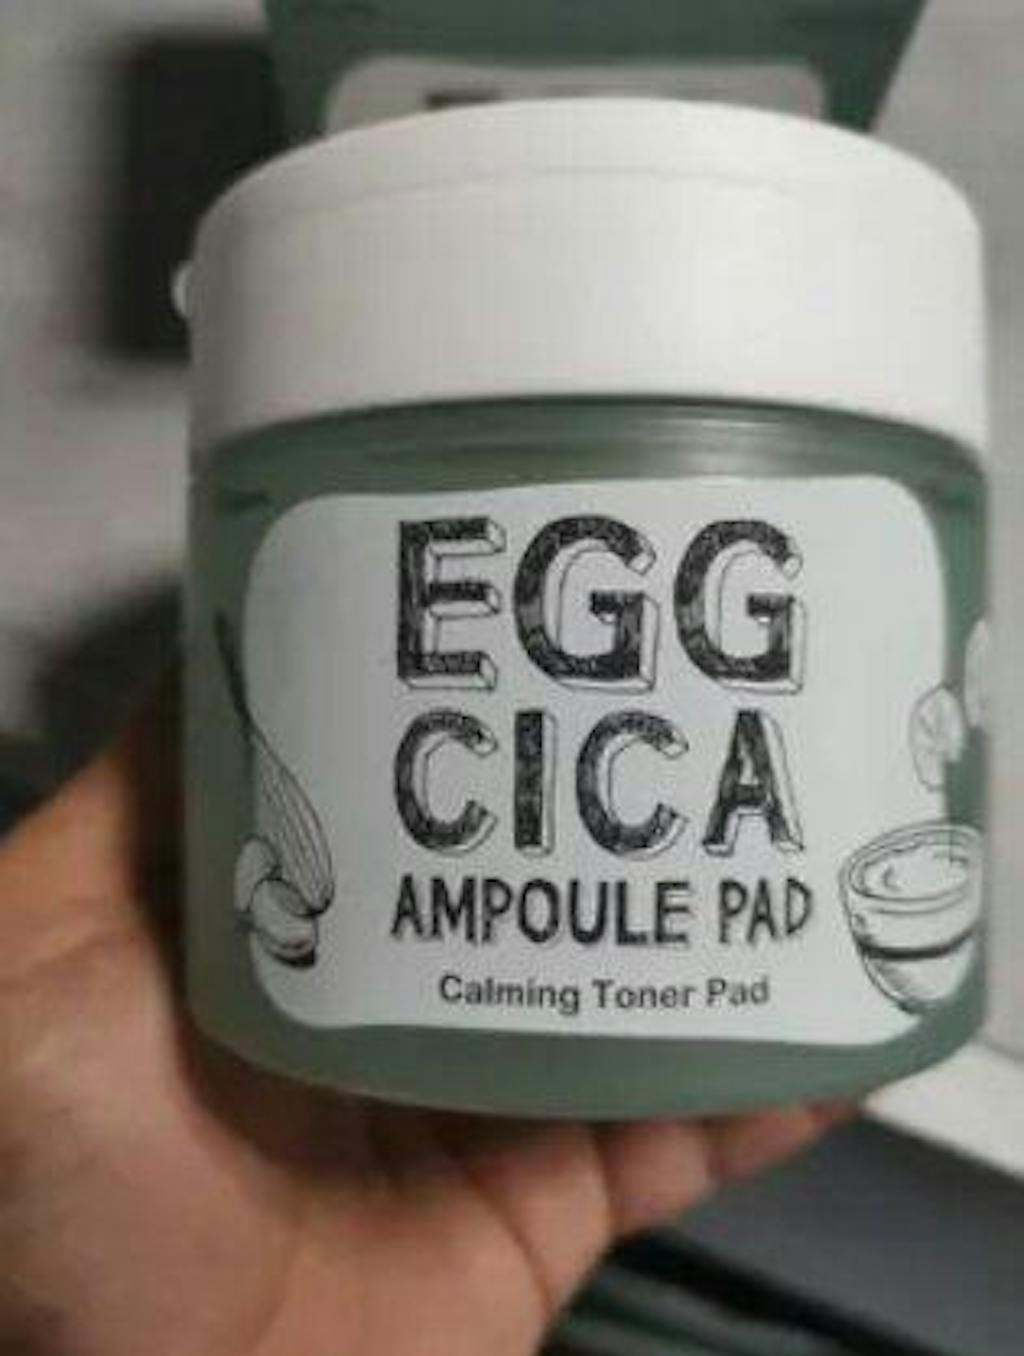 EGG
CICA
AMPOULE PAD
Calming Toner Pad